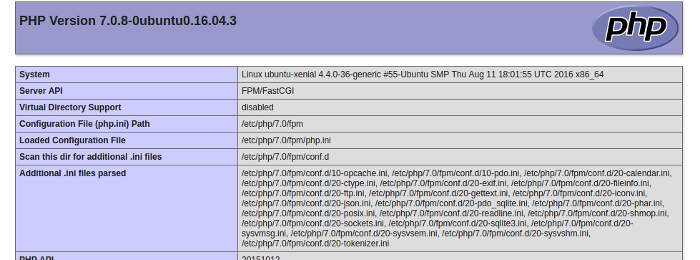 PHP Version 7.0.8-0ubuntu0.16.04.3
php
System Linux ubuntu-xenial 4.4.0-36-generic #55-Ubuntu SMP Thu Aug 11 18:01:55 UTC 2016 x86_64
Server API FPM/FastCGI
Virtual Directory Support disabled
Configuration File (php.ini) Path /etc/php/7.0/fpm
Loaded Configuration File /etc/php/7.0/fpm/php.ini
Scan this dir for additional .ini files /etc/php/7.0/fpm/conf.d
Additional .ini files parsed /etc/php/7.0/fpm/conf.d/10-opcache.ini, /etc/php/7.0/fpm/conf.d/10-pdo.ini, /etc/php/7.0/fpm/conf.d/20-calendar.ini,
/etc/php/7.0/fpm/conf.d/20-ctype.ini, /etc/php/7.0/fpm/conf.d/20-exif.ini, /etc/php/7.0/fpm/conf.d/20-fileinfo.ini,
/etc/php/7.0/fpm/conf.d/20-ftp.ini, /etc/php/7.0/fpm/conf.d/20-gettext.ini, /etc/php/7.0/fpm/conf.d/20-iconv.ini,
/etc/php/7.0/fpm/conf.d/20-json.ini, /etc/php/7.0/fpm/conf.d/20-pdo_sqlite.ini, /etc/php/7.0/fpm/conf.d/20-phar.ini,
/etc/php/7.0/fpm/conf.d/20-posix.ini, /etc/php/7.0/fpm/conf.d/20-readline.ini, /etc/php/7.0/fpm/conf.d/20-shmop.ini,
/etc/php/7.0/fpm/conf.d/20-sockets.ini, /etc/php/7.0/fpm/conf.d/20-sqlite3.ini, /etc/php/7.0/fpm/conf.d/20-
sysvmsg.ini, /etc/php/7.0/fpm/conf.d/20-sysvsem.ini, /etc/php/7.0/fpm/conf.d/20-sysvshm.ini,
/etc/php/7.0/fpm/conf.d/20-tokenizer.ini
PHP API 20151012